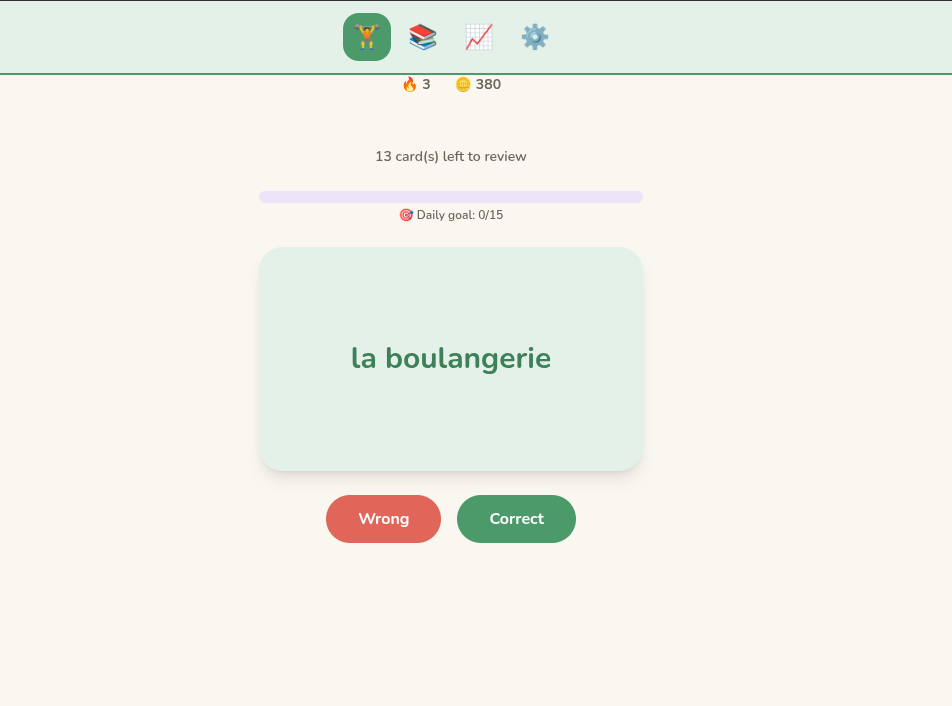 🔥 3 🪙 380
13 card(s) left to review
🎯 Daily goal: 0/15
la boulangerie
Wrong Correct